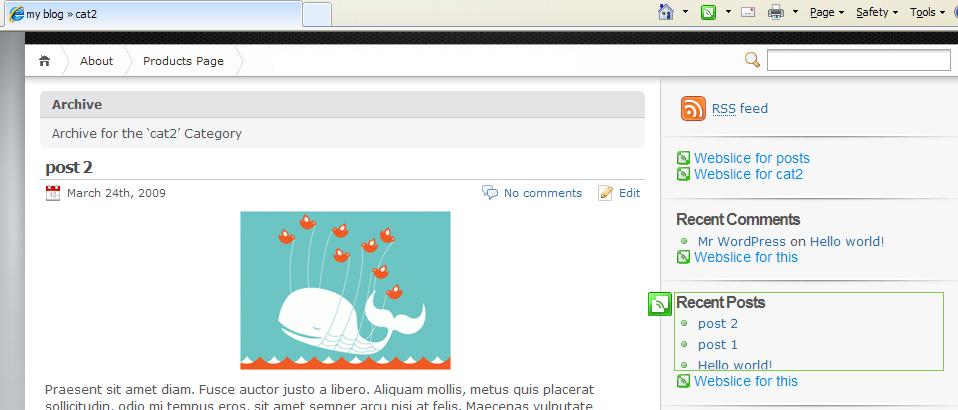 my blog » cat2
Page
Safety
Tools
About
Products Page
Archive
Archive for the ‘cat2’ Category
post 2
March 24th, 2009
No comments
Edit
Praesent sit amet diam. Fusce auctor justo a libero. Aliquam mollis, metus quis placerat
sollicitudin, odio mi tempus eros, sit amet semper arcu nisi at felis. Maecenas vulputate
RSS feed
Webslice for posts
Webslice for cat2
Recent Comments
Mr WordPress on Hello world!
Webslice for this
Recent Posts
post 2
post 1
Hello world!
Webslice for this